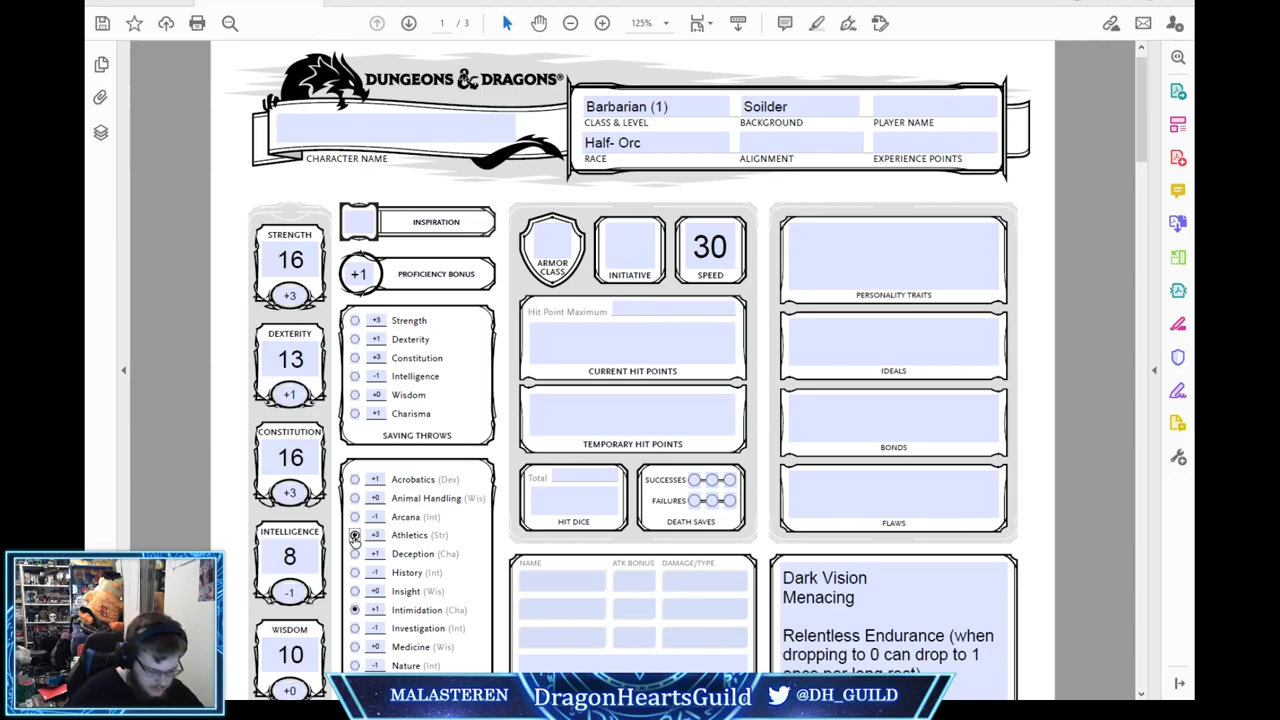 1 / 3
125%
DUNGEONS & DRAGONS®
CHARACTER NAME
Barbarian (1)
Soilder
CLASS & LEVEL
BACKGROUND
PLAYER NAME
Half- Orc
RACE
ALIGNMENT
EXPERIENCE POINTS
STRENGTH
16
+3
DEXTERITY
13
+1
CONSTITUTION
16
+3
INTELLIGENCE
8
-1
WISDOM
10
+0
INSPIRATION
+1
PROFICIENCY BONUS
+3 Strength
+1 Dexterity
+3 Constitution
-1 Intelligence
+0 Wisdom
+1 Charisma
SAVING THROWS
+1 Acrobatics (Dex)
+0 Animal Handling (Wis)
-1 Arcana (Int)
+3 Athletics (Str)
+1 Deception (Cha)
-1 History (Int)
+0 Insight (Wis)
+1 Intimidation (Cha)
-1 Investigation (Int)
+0 Medicine (Wis)
-1 Nature (Int)
ARMOR
CLASS
INITIATIVE
30
SPEED
Hit Point Maximum
CURRENT HIT POINTS
TEMPORARY HIT POINTS
Total
HIT DICE
SUCCESSES
FAILURES
DEATH SAVES
NAME
ATK BONUS
DAMAGE/TYPE
PERSONALITY TRAITS
IDEALS
BONDS
FLAWS
Dark Vision
Menacing
Relentless Endurance (when
dropping to 0 can drop to 1
once per long rest)
MALASTEREN
DragonHeartsGuild
@DH_GUILD